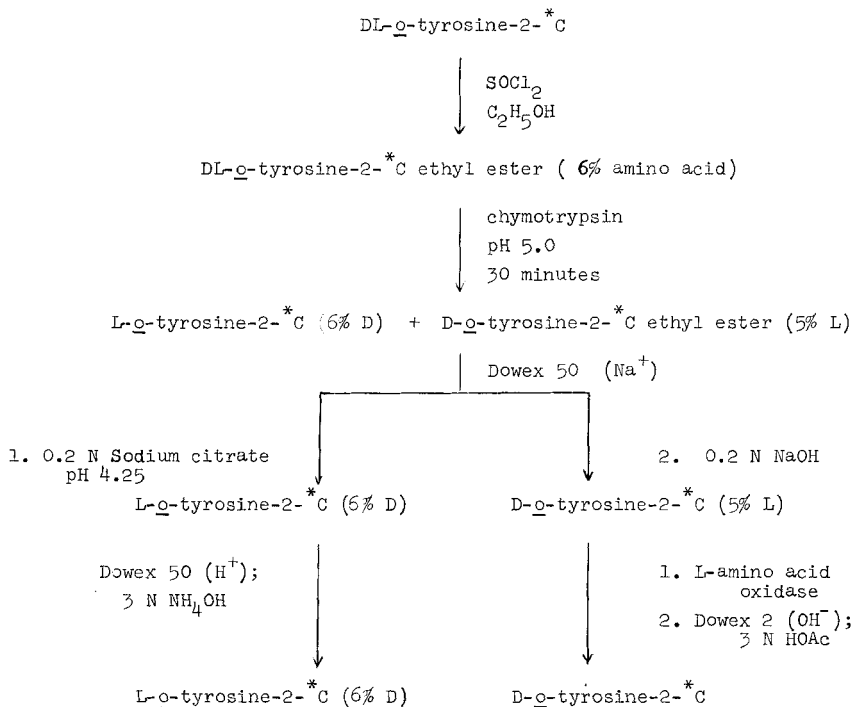 DL-o-tyrosine-2-*C
SOCl2
C2H5OH
DL-o-tyrosine-2-*C ethyl ester ( 6% amino acid)
chymotrypsin
pH 5.0
30 minutes
L-o-tyrosine-2-*C (6% D) + D-o-tyrosine-2-*C ethyl ester (5% L)
Dowex 50 (Na+)
1. 0.2 N Sodium citrate
pH 4.25
2. 0.2 N NaOH
L-o-tyrosine-2-*C (6% D)
D-o-tyrosine-2-*C (5% L)
Dowex 50 (H+);
3 N NH4OH
1. L-amino acid
oxidase
2. Dowex 2 (OH-);
3 N HOAc
L-o-tyrosine-2-*C (6% D)
D-o-tyrosine-2-*C